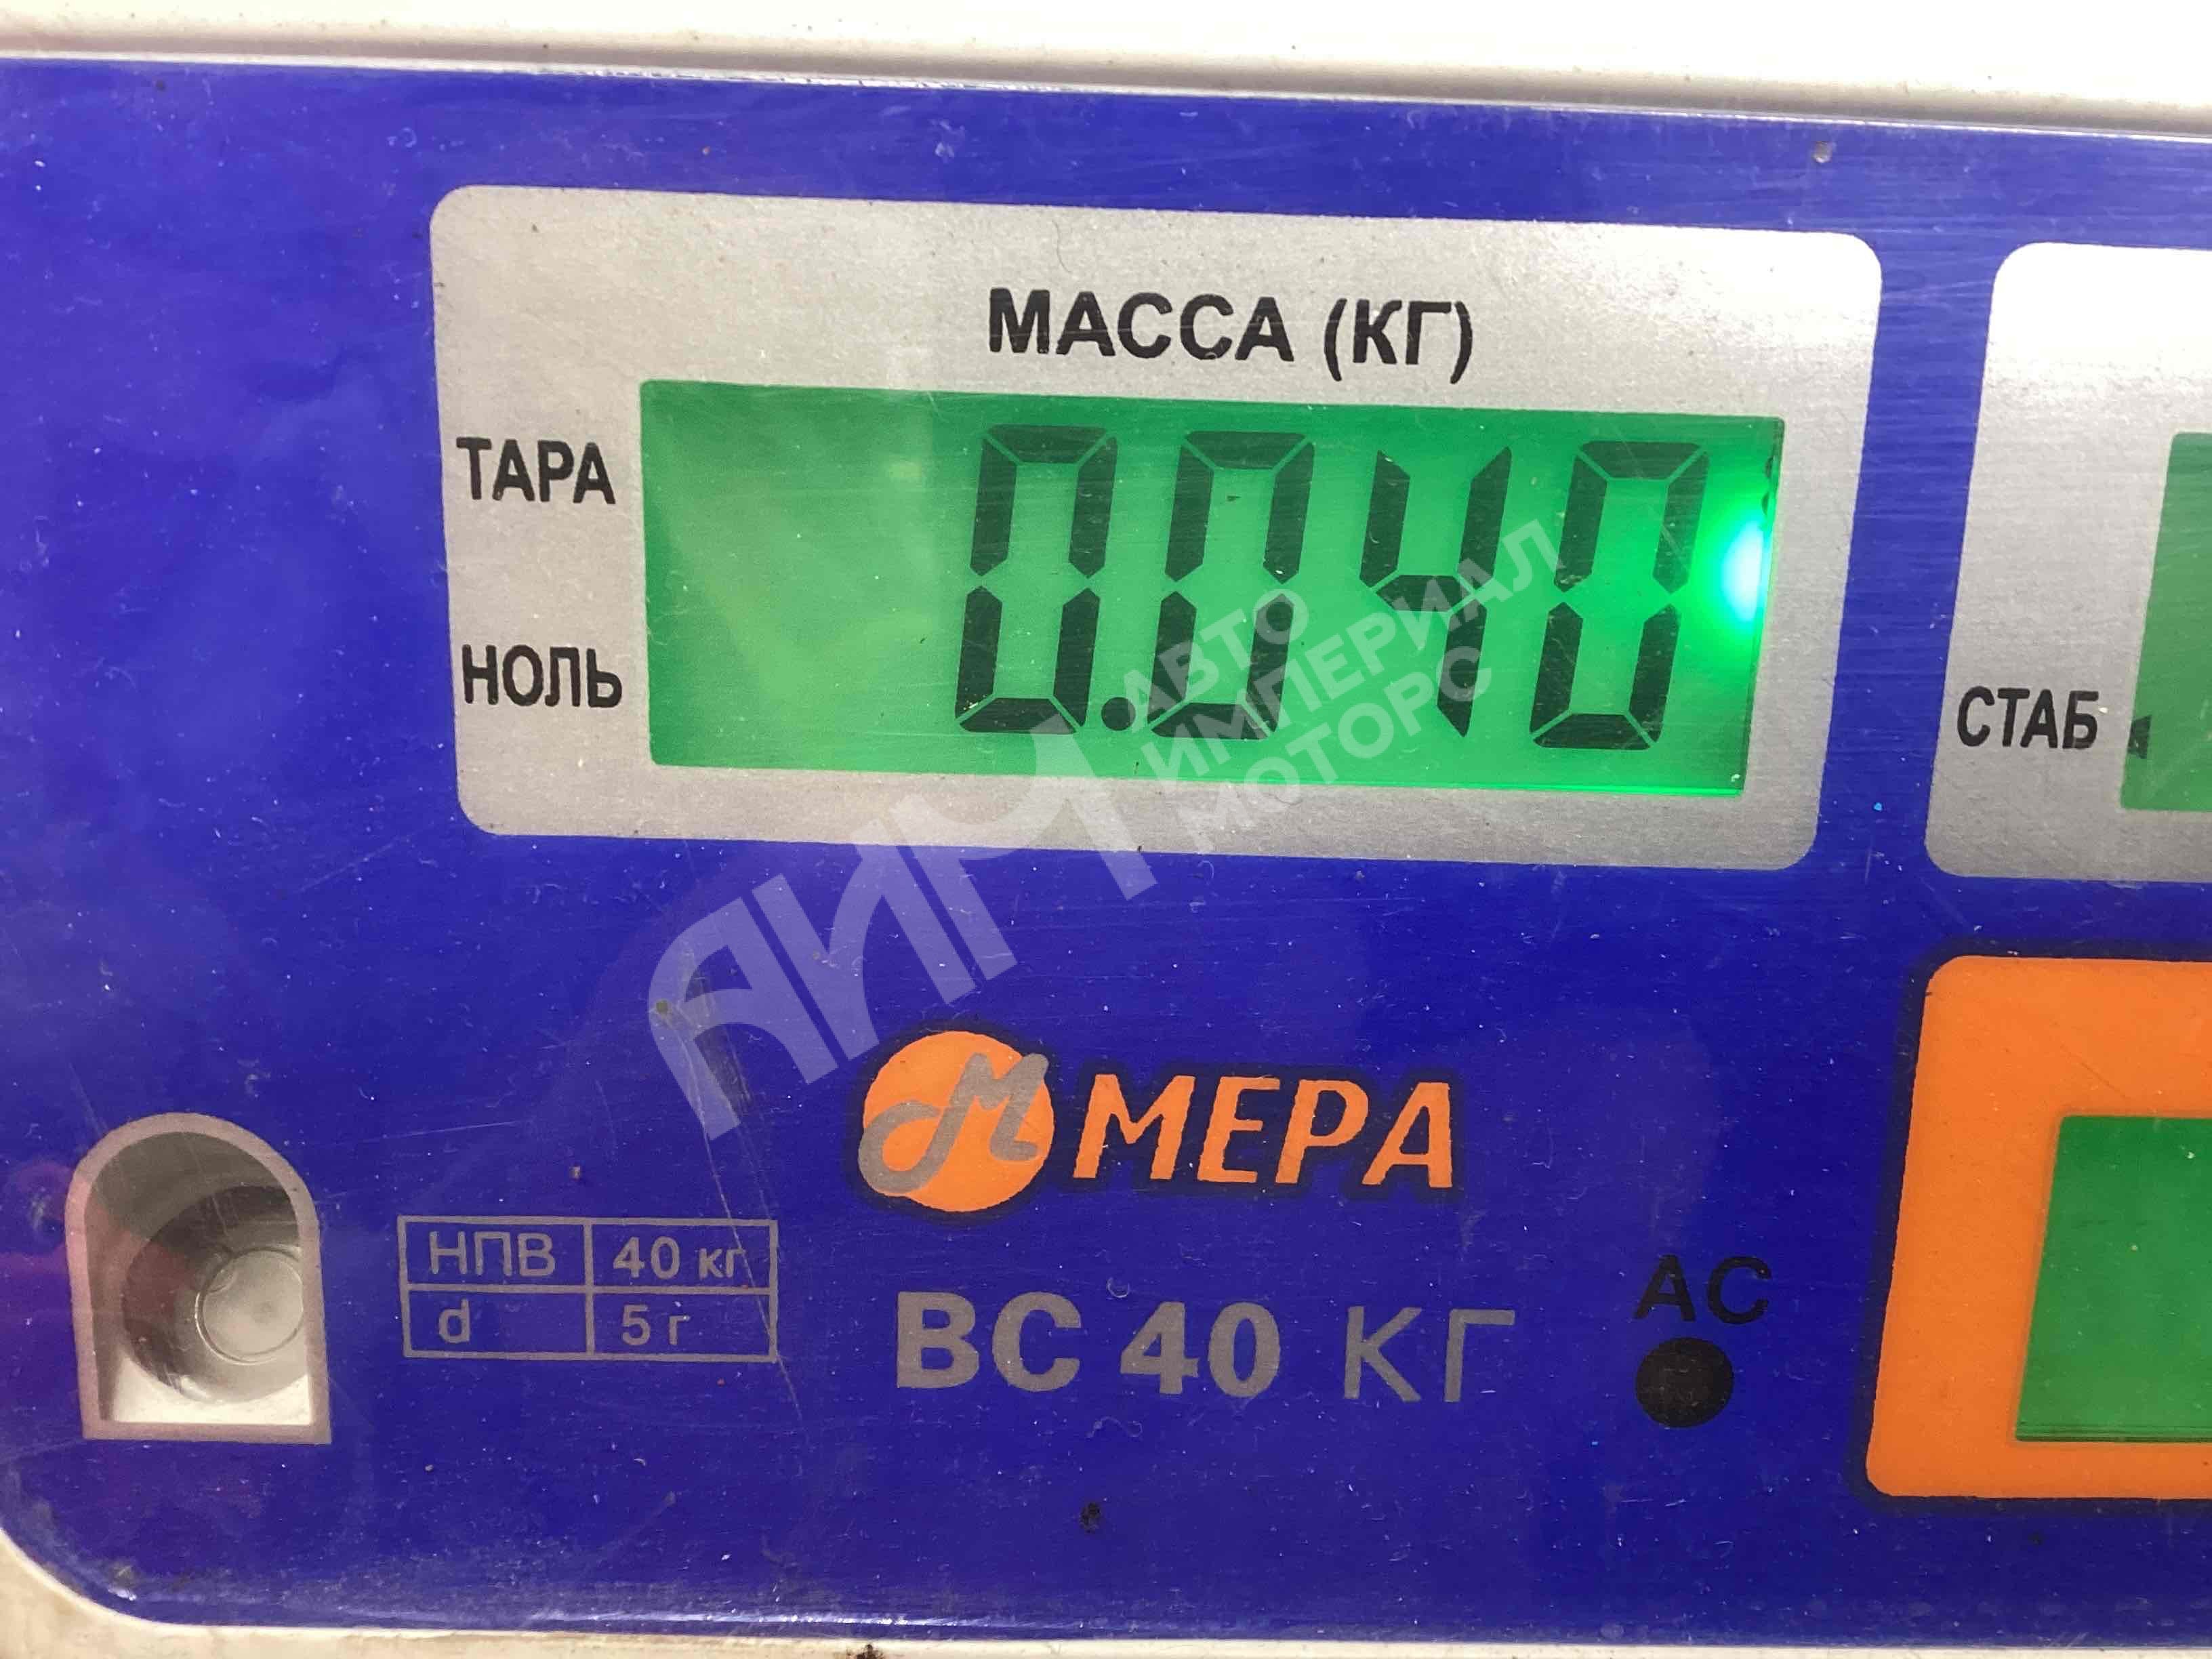 МАССА (КГ)
ТАРА
0.040
НОЛЬ
СТАБ
АИМ
АВТО
ИМПЕРИАЛ
МОТОРС
М МЕРА
НПВ 40 кг
d 5 г
ВС 40 КГ
АС